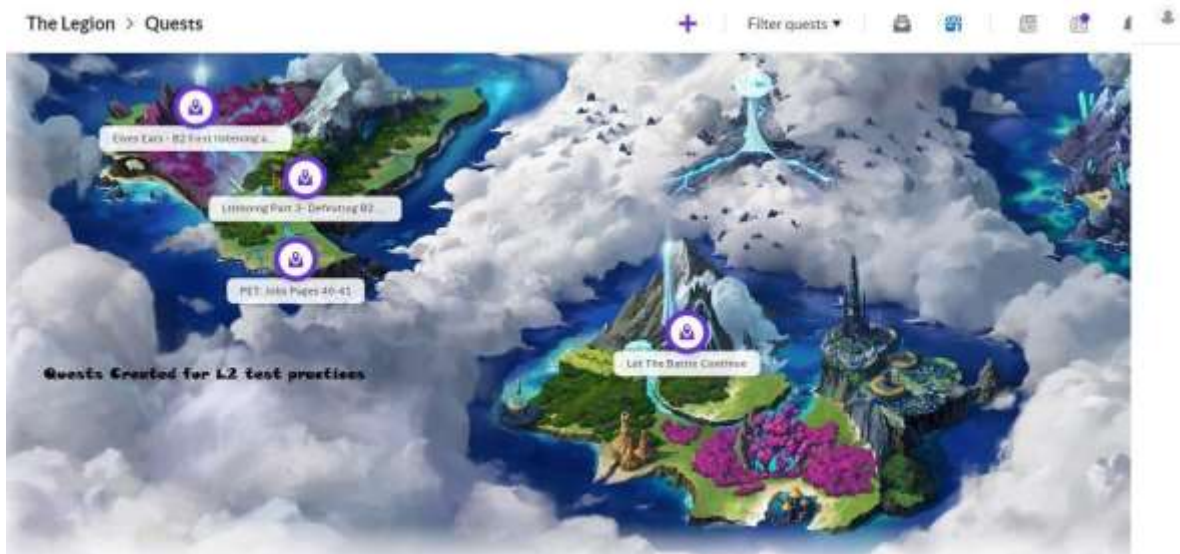 The Legion > Quests
Filter quests ▾
Elves Ears - B2 First listening a...
Listening Part 3- Defeating B2 ...
PET: Jobs Pages 40-41
Let The Battle Continue
Quests Created for L2 test practices